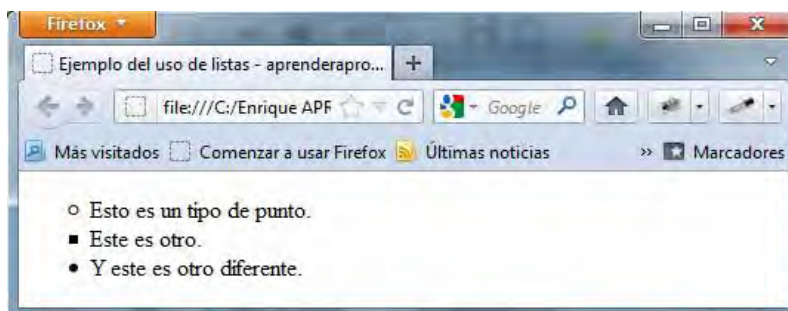 Firefox
Ejemplo del uso de listas - aprenderapro...
file:///C:/Enrique APF
Google
Más visitados Comenzar a usar Firefox Últimas noticias » Marcadores
Esto es un tipo de punto.
Este es otro.
Y este es otro diferente.